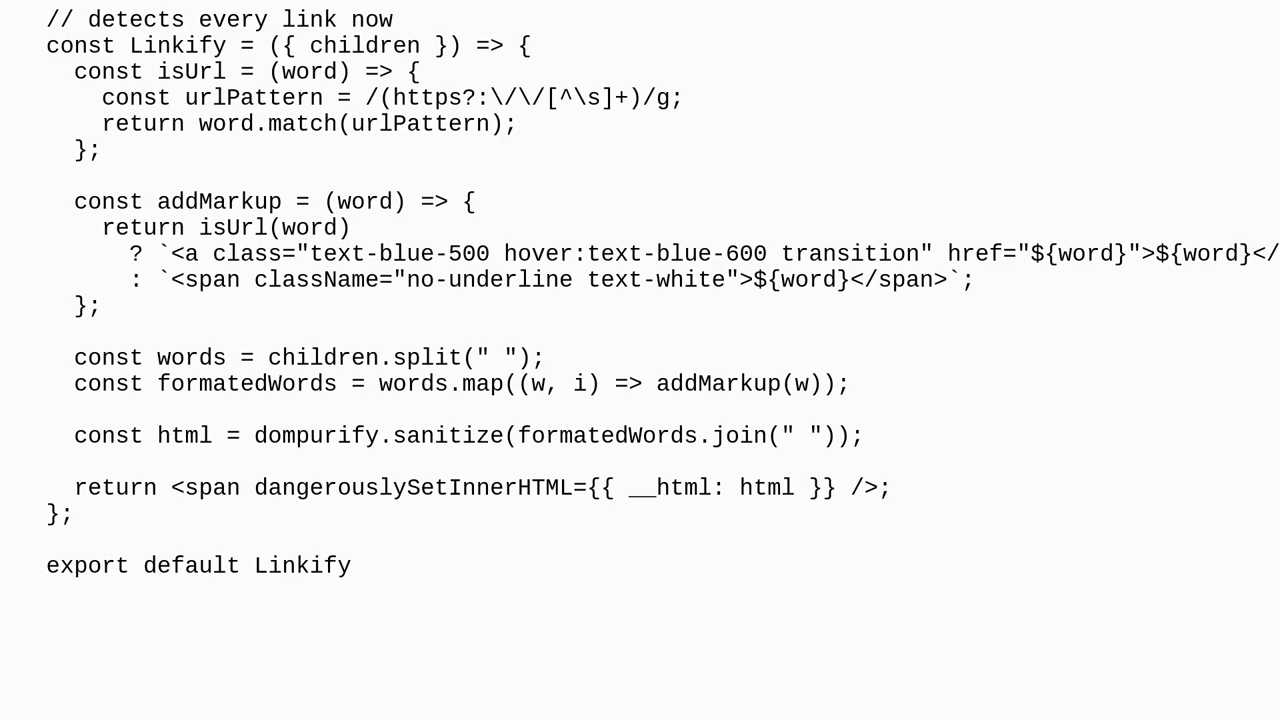 // detects every link now
const Linkify = ({ children }) => {
  const isUrl = (word) => {
    const urlPattern = /(https?:\/\/[^\s]+)/g;
    return word.match(urlPattern);
  };

  const addMarkup = (word) => {
    return isUrl(word)
      ? `<a class="text-blue-500 hover:text-blue-600 transition" href="${word}">${word}</
      : `<span className="no-underline text-white">${word}</span>`;
  };

  const words = children.split(" ");
  const formatedWords = words.map((w, i) => addMarkup(w));

  const html = dompurify.sanitize(formatedWords.join(" "));

  return <span dangerouslySetInnerHTML={{ __html: html }} />;
};

export default Linkify